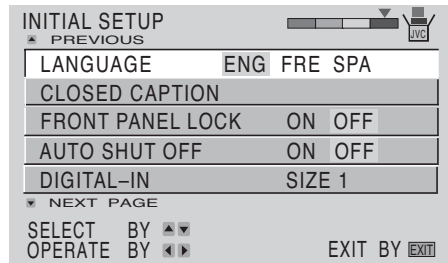 INITIAL SETUP
JVC
▲ PREVIOUS
LANGUAGE ENG FRE SPA
CLOSED CAPTION
FRONT PANEL LOCK ON OFF
AUTO SHUT OFF ON OFF
DIGITAL–IN SIZE 1
▼ NEXT PAGE
SELECT BY ▲▼
OPERATE BY ◀▶ EXIT BY EXIT